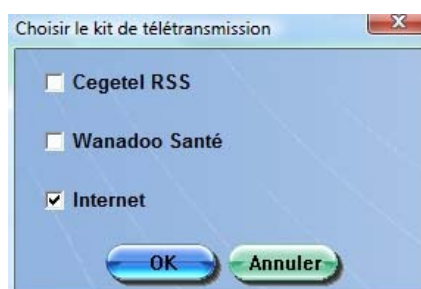 Choisir le kit de télétransmission
Cegetel RSS
Wanadoo Santé
Internet
OK Annuler